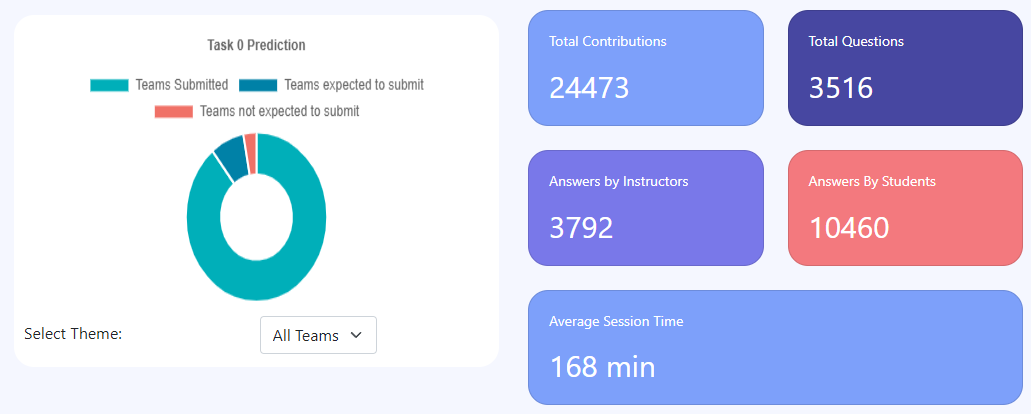 Task 0 Prediction
Teams Submitted Teams expected to submit
Teams not expected to submit
Select Theme: All Teams
Total Contributions
24473
Total Questions
3516
Answers by Instructors
3792
Answers By Students
10460
Average Session Time
168 min